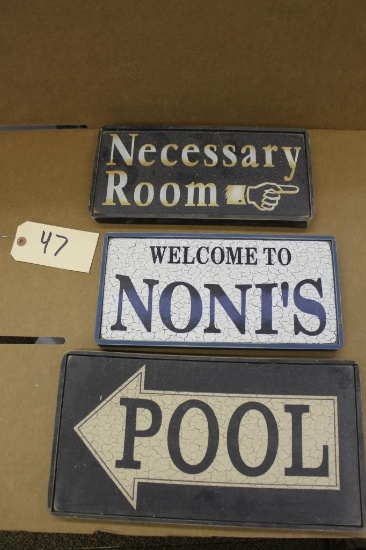 Necessary
Room
47
WELCOME TO
NONI'S
POOL